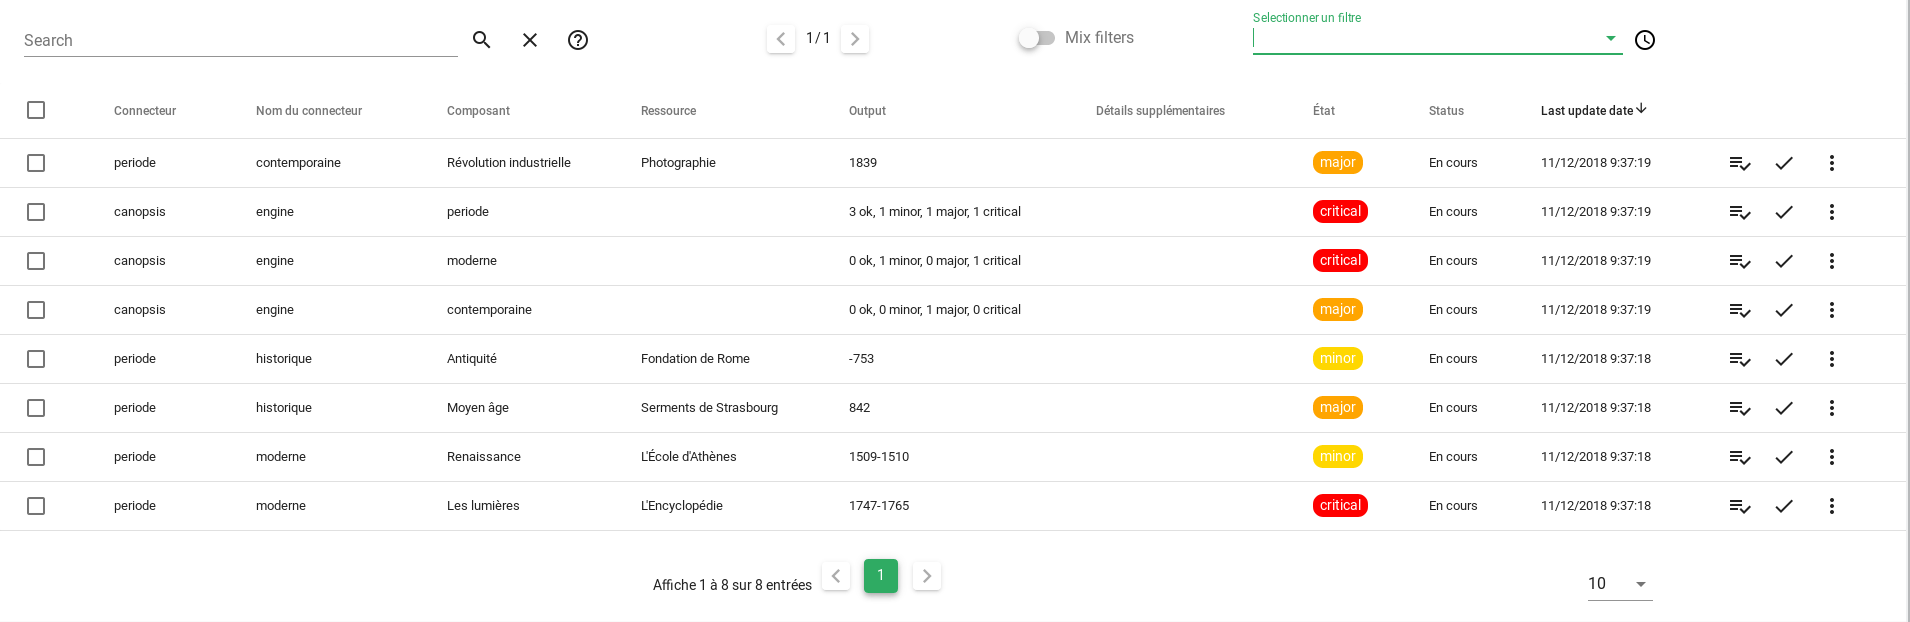 Search 1/1 Mix filters Selectionner un filtre
Connecteur Nom du connecteur Composant Ressource Output Détails supplémentaires État Status Last update date
periode contemporaine Révolution industrielle Photographie 1839 major En cours 11/12/2018 9:37:19
canopsis engine periode 3 ok, 1 minor, 1 major, 1 critical critical En cours 11/12/2018 9:37:19
canopsis engine moderne 0 ok, 1 minor, 0 major, 1 critical critical En cours 11/12/2018 9:37:19
canopsis engine contemporaine 0 ok, 0 minor, 1 major, 0 critical major En cours 11/12/2018 9:37:19
periode historique Antiquité Fondation de Rome -753 minor En cours 11/12/2018 9:37:18
periode historique Moyen âge Serments de Strasbourg 842 major En cours 11/12/2018 9:37:18
periode moderne Renaissance L'École d'Athènes 1509-1510 minor En cours 11/12/2018 9:37:18
periode moderne Les lumières L'Encyclopédie 1747-1765 critical En cours 11/12/2018 9:37:18
Affiche 1 à 8 sur 8 entrées 1 10